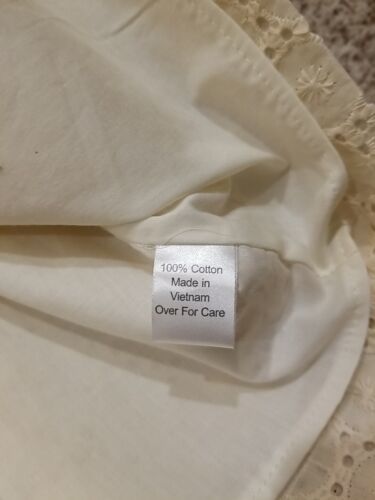 100% Cotton
Made in
Vietnam
Over For Care